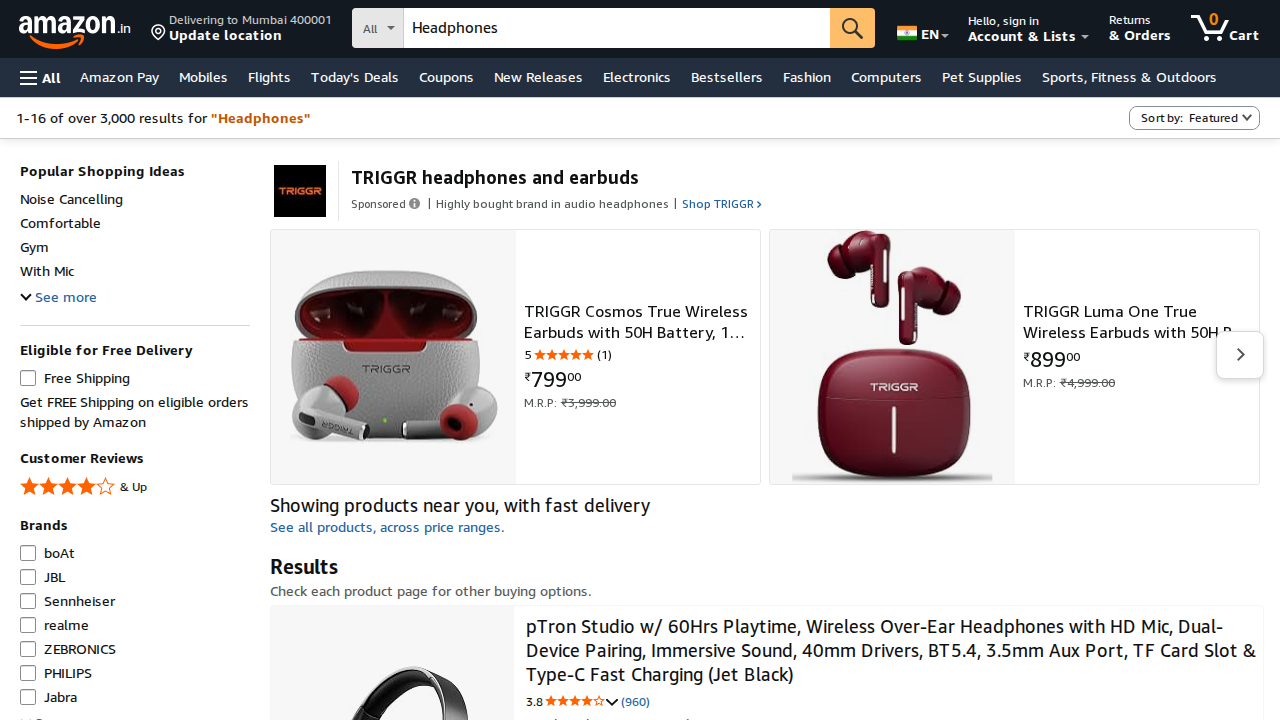 amazon.in
Delivering to Mumbai 400001
Update location
All
Headphones
EN
Hello, sign in
Account & Lists
Returns
& Orders
0
Cart
All
Amazon Pay
Mobiles
Flights
Today's Deals
Coupons
New Releases
Electronics
Bestsellers
Fashion
Computers
Pet Supplies
Sports, Fitness & Outdoors
1-16 of over 3,000 results for "Headphones"
Sort by: Featured
Popular Shopping Ideas
Noise Cancelling
Comfortable
Gym
With Mic
See more
Eligible for Free Delivery
Free Shipping
Get FREE Shipping on eligible orders
shipped by Amazon
Customer Reviews
& Up
Brands
boAt
JBL
Sennheiser
realme
ZEBRONICS
PHILIPS
Jabra
TRIGGR
TRIGGR headphones and earbuds
Sponsored | Highly bought brand in audio headphones | Shop TRIGGR ›
TRIGGR
TRIGGR Cosmos True Wireless
Earbuds with 50H Battery, 1…
5 (1)
₹79900
M.R.P: ₹3,999.00
TRIGGR
TRIGGR Luma One True
Wireless Earbuds with 50H
₹89900
M.R.P: ₹4,999.00
Showing products near you, with fast delivery
See all products, across price ranges.
Results
Check each product page for other buying options.
pTron Studio w/ 60Hrs Playtime, Wireless Over-Ear Headphones with HD Mic, Dual-
Device Pairing, Immersive Sound, 40mm Drivers, BT5.4, 3.5mm Aux Port, TF Card Slot &
Type-C Fast Charging (Jet Black)
3.8 (960)